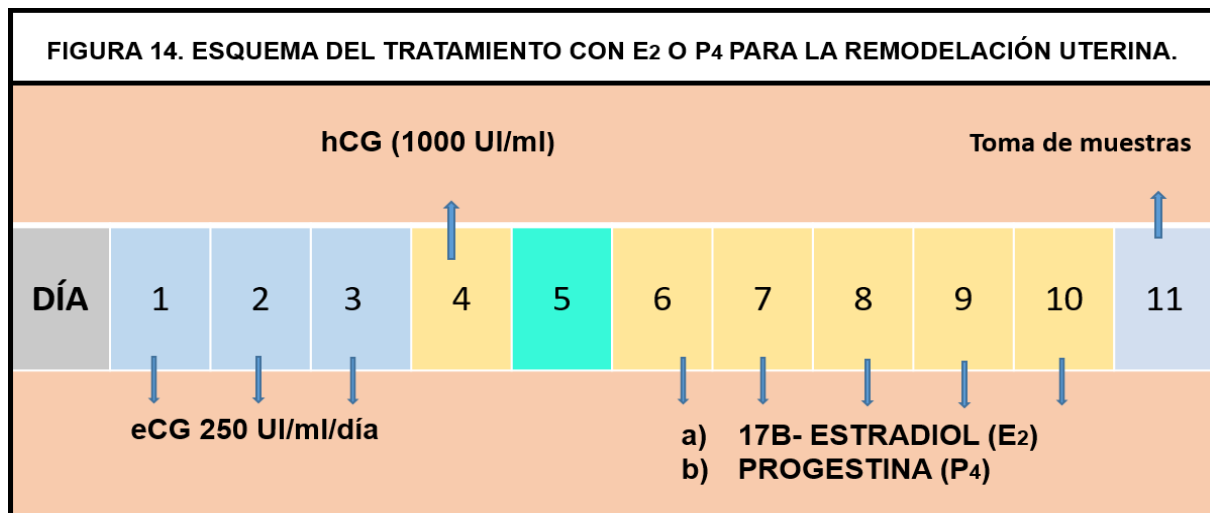 FIGURA 14. ESQUEMA DEL TRATAMIENTO CON E2 O P4 PARA LA REMODELACIÓN UTERINA.
hCG (1000 UI/ml)
Toma de muestras
DÍA 1 2 3 4 5 6 7 8 9 10 11
eCG 250 UI/ml/día
a) 17B- ESTRADIOL (E2)
b) PROGESTINA (P4)